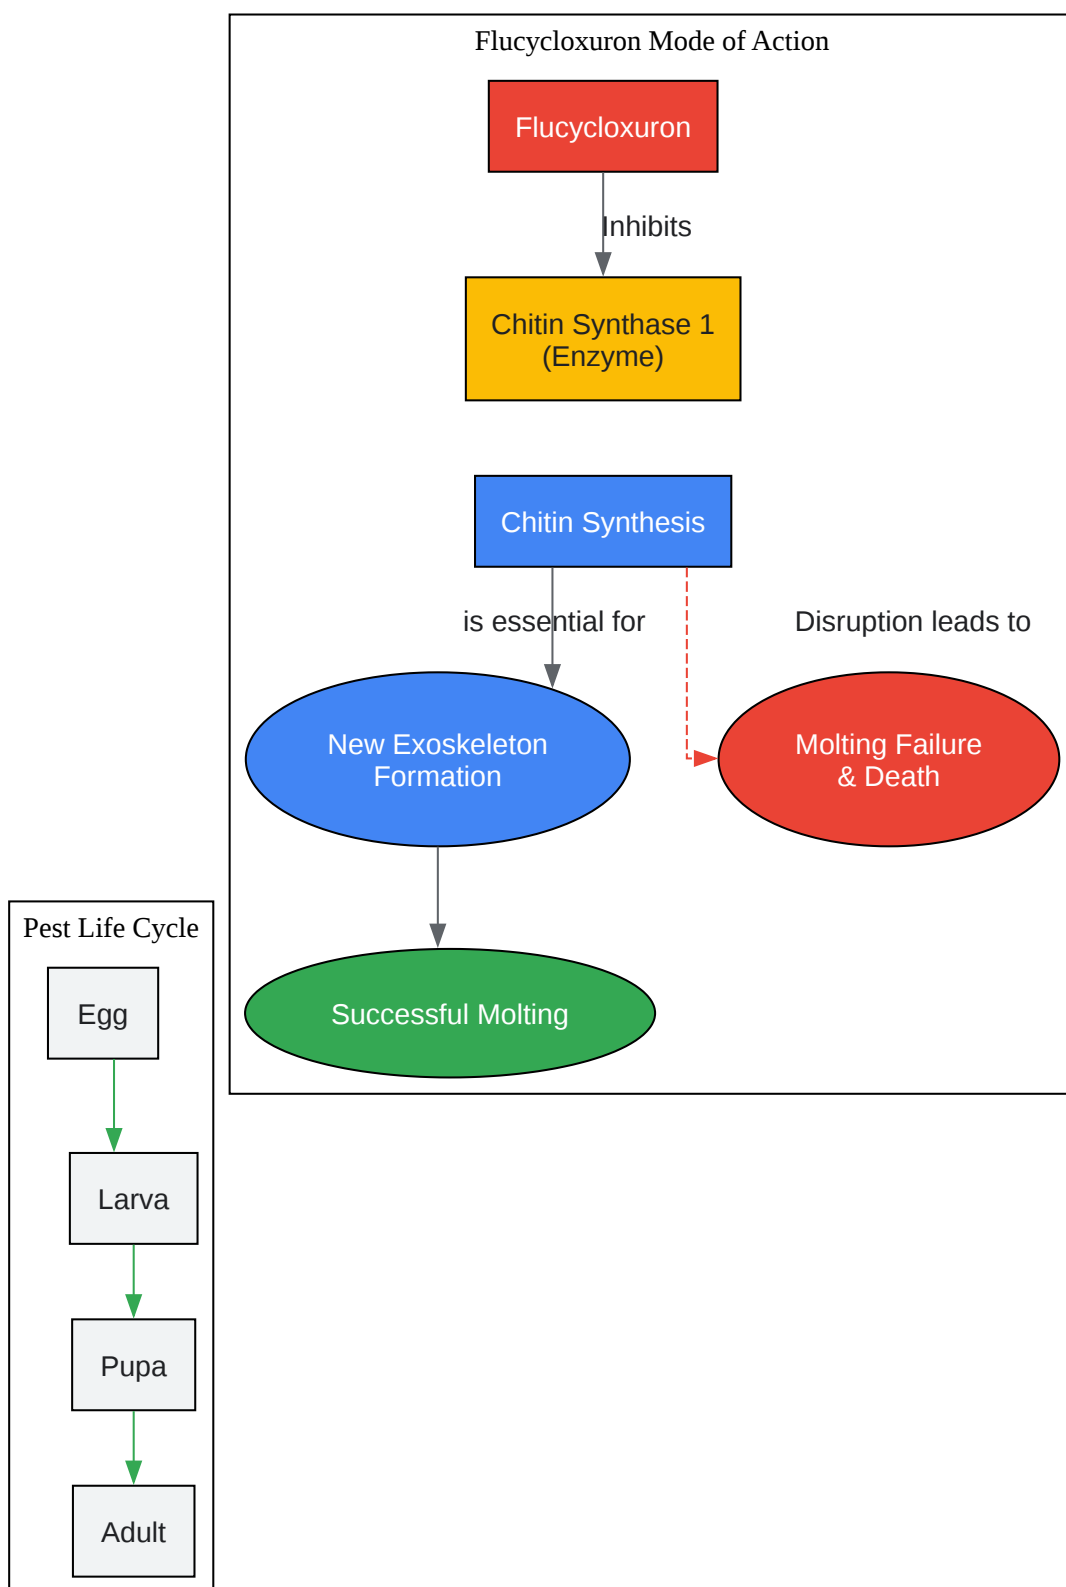 Flucycloxuron Mode of Action
Flucycloxuron
Inhibits
Chitin Synthase 1
(Enzyme)
Chitin Synthesis
is essential for
Disruption leads to
New Exoskeleton
Formation
Molting Failure
& Death
Successful Molting
Pest Life Cycle
Egg
Larva
Pupa
Adult